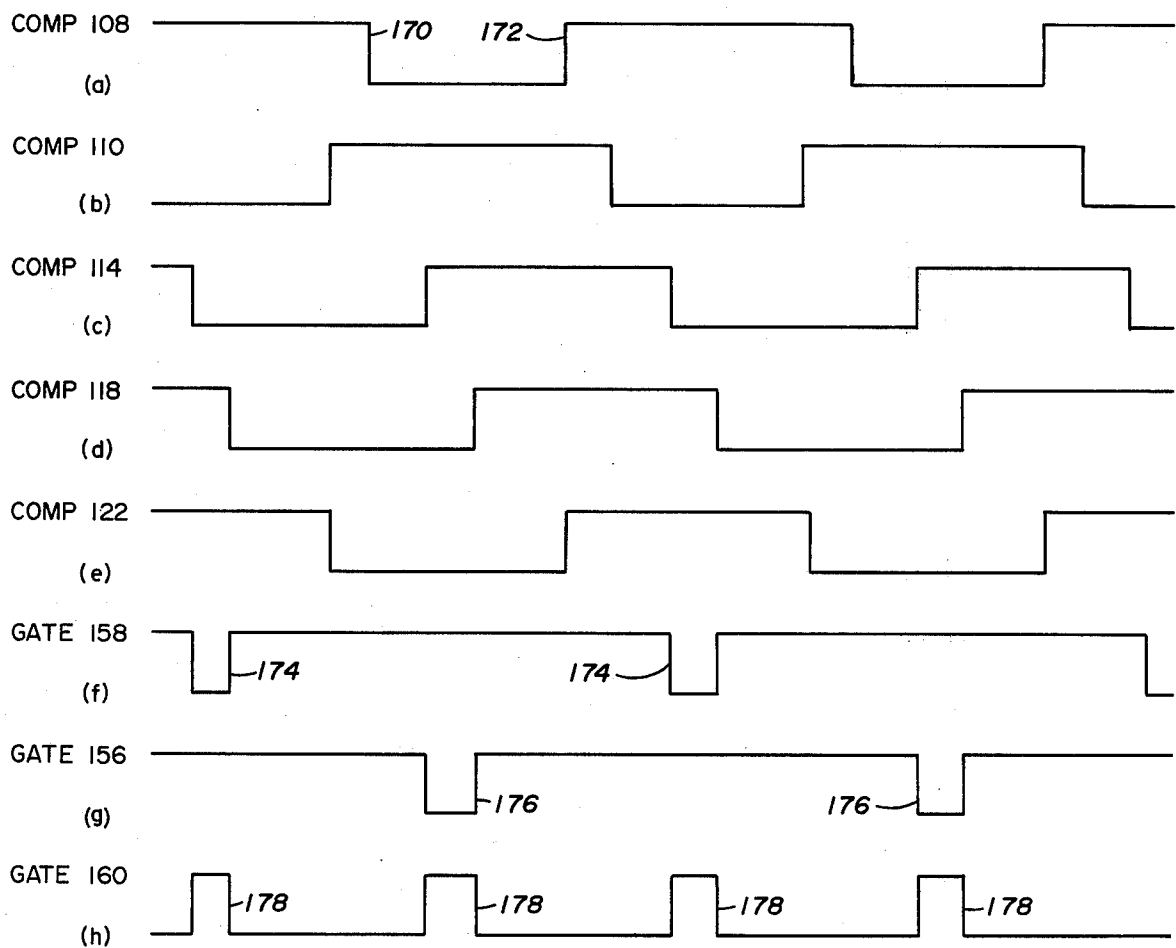 COMP 108
170
172
(a)
COMP 110
(b)
COMP 114
(c)
COMP 118
(d)
COMP 122
(e)
GATE 158
174
174
(f)
GATE 156
176
176
(g)
GATE 160
178
178
178
178
(h)